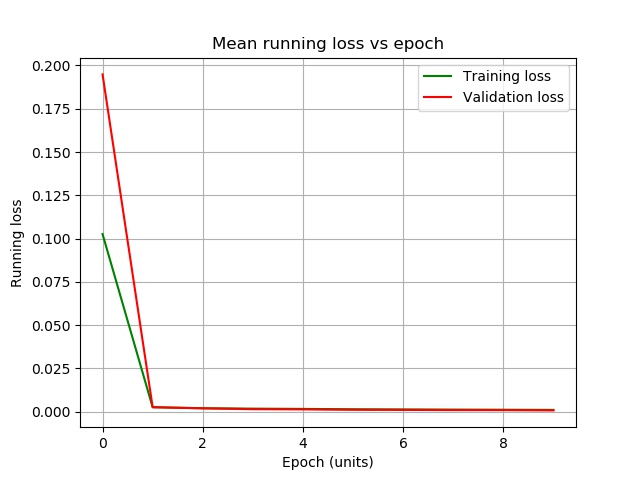 Mean running loss vs epoch
Training loss
Validation loss
0.200
0.175
0.150
0.125
0.100
0.075
0.050
0.025
0.000
Running loss
0 2 4 6 8
Epoch (units)